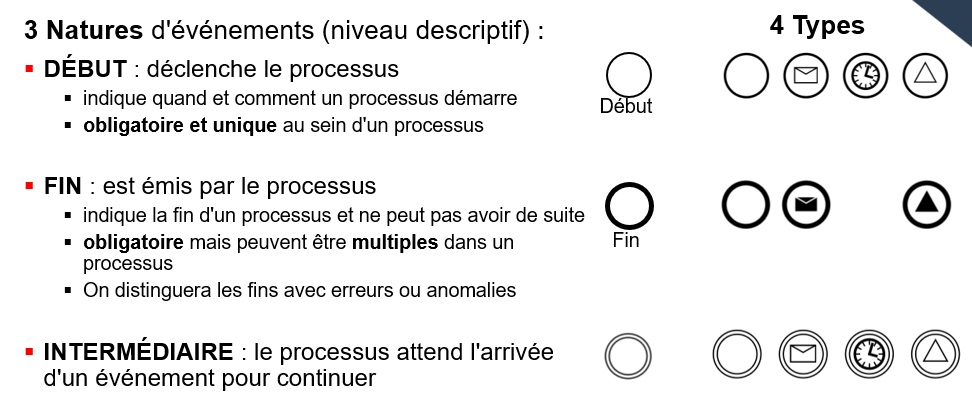 3 Natures d'événements (niveau descriptif) :
4 Types
DÉBUT : déclenche le processus
indique quand et comment un processus démarre
obligatoire et unique au sein d'un processus
Début
FIN : est émis par le processus
indique la fin d'un processus et ne peut pas avoir de suite
obligatoire mais peuvent être multiples dans un
processus
On distinguera les fins avec erreurs ou anomalies
Fin
INTERMÉDIAIRE : le processus attend l'arrivée
d'un événement pour continuer